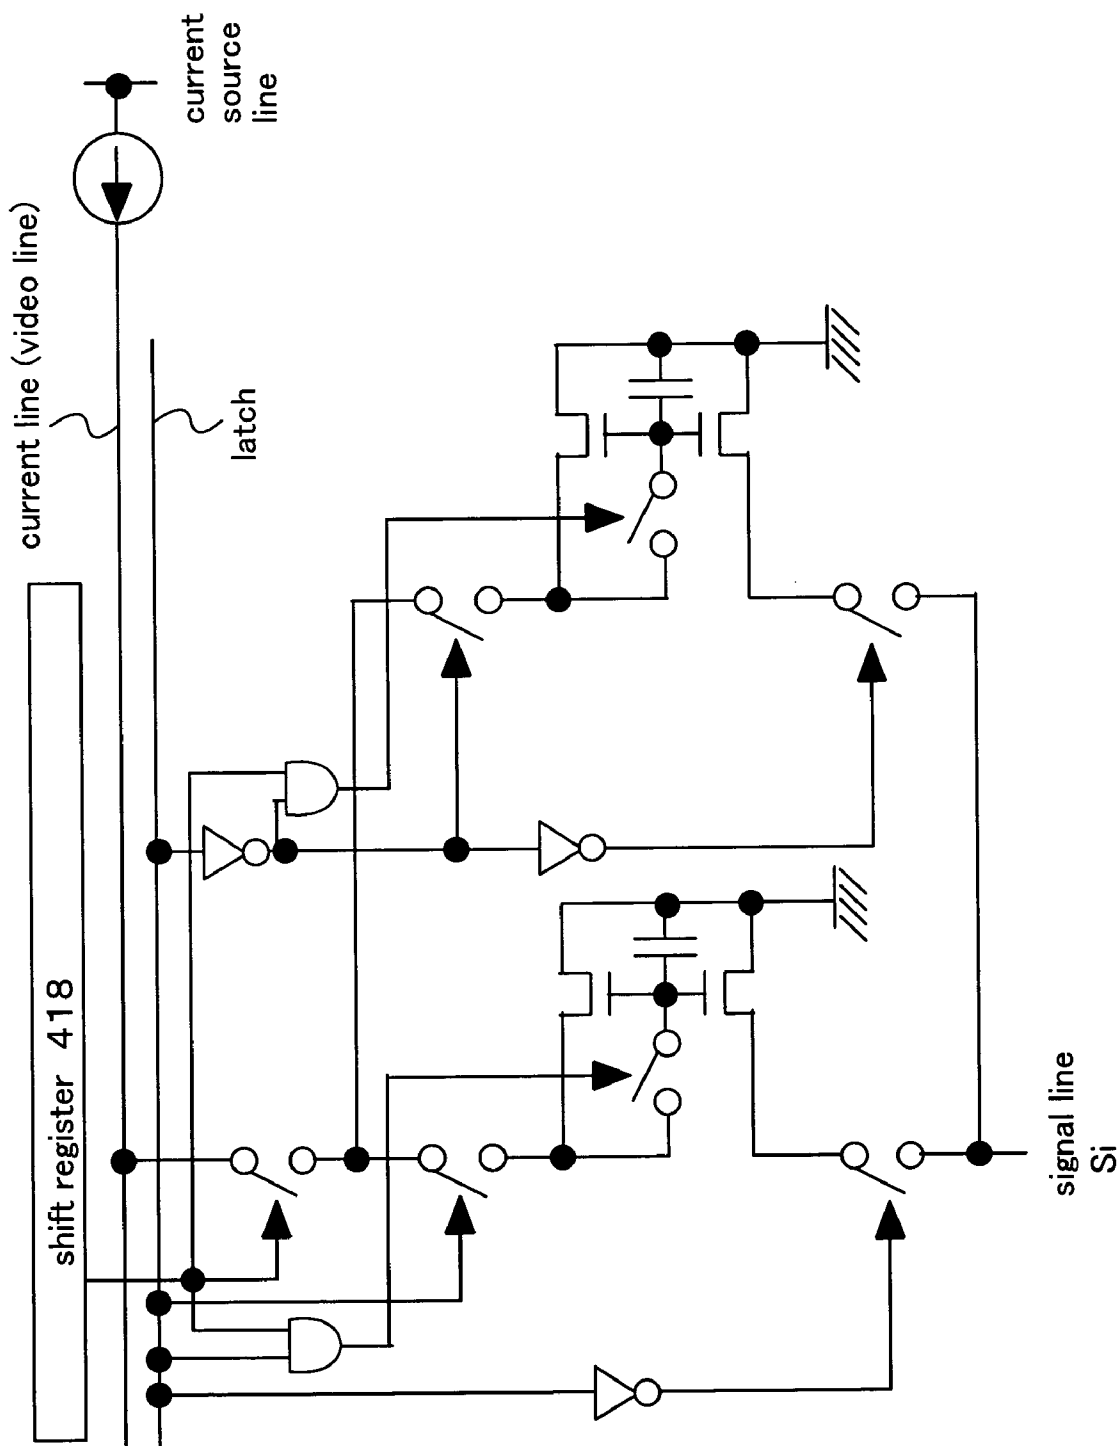 shift register 418
current line (video line)
latch
current
source
line
signal line
Si